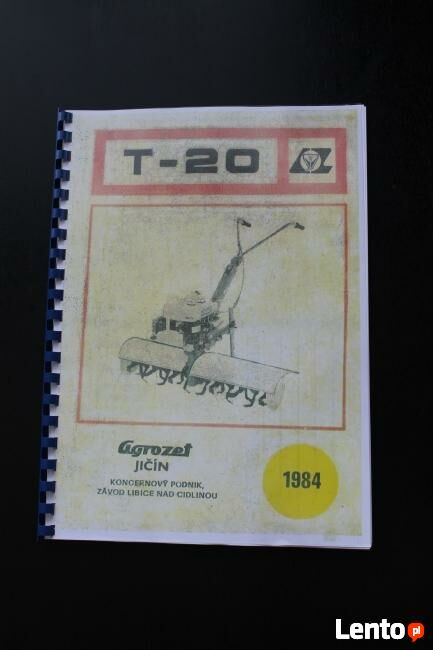 T-20
agrozet
JIČÍN
KONCERNOVÝ PODNIK,
ZÁVOD LIBICE NAD CIDLINOU
1984
Lento.pl